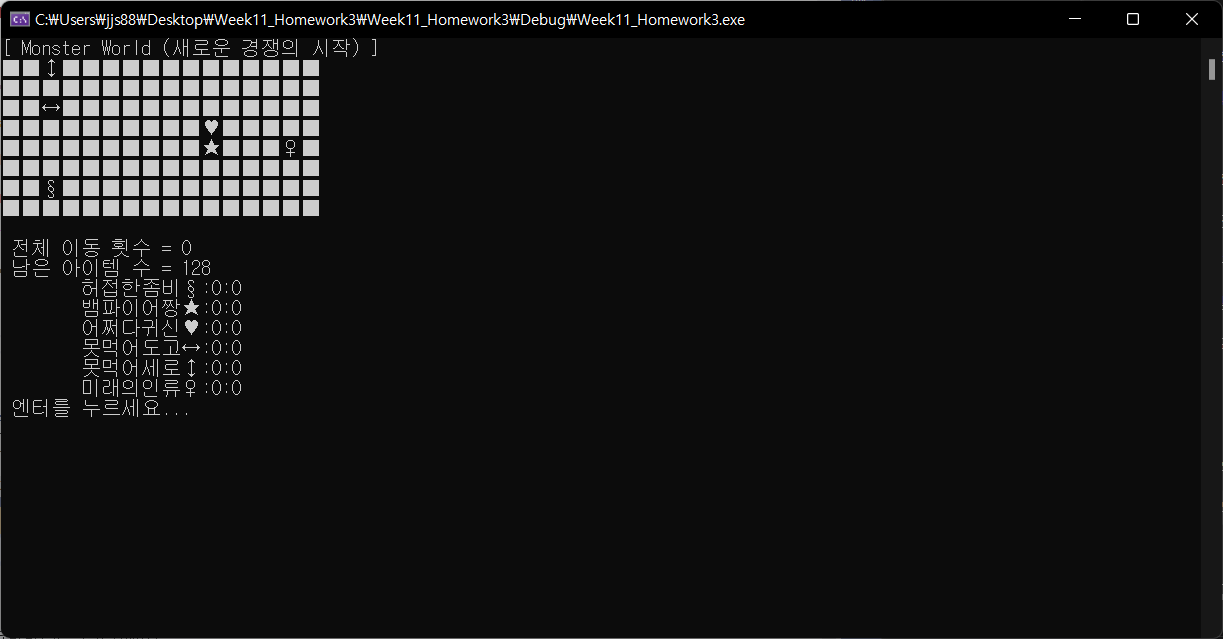 C:₩Users₩jjs88₩Desktop₩Week11_Homework3₩Week11_Homework3₩Debug₩Week11_Homework3.exe
[ Monster World (새로운 경쟁의 시작) ]
■■↕■■■■■■■■■■■■■
■■■■■■■■■■■■■■■■
■■↔■■■■■■■■■■■■■
■■■■■■■■■■♥■■■■■
■■■■■■■■■■★■■■♀■
■■■■■■■■■■■■■■■■
■■§■■■■■■■■■■■■■
■■■■■■■■■■■■■■■■
전체 이동 횟수 = 0
남은 아이템 수 = 128
허접한좀비§:0:0
뱀파이어짱★:0:0
어쩌다귀신♥:0:0
못먹어도고↔:0:0
못먹어세로↕:0:0
미래의인류♀:0:0
엔터를 누르세요...